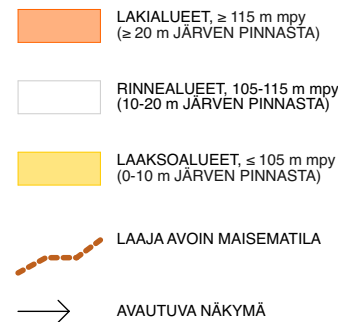 LAKIALUEET, ≥ 115 m mpy
(≥ 20 m JÄRVEN PINNASTA)
RINNEALUEET, 105-115 m mpy
(10-20 m JÄRVEN PINNASTA)
LAAKSOALUEET, ≤ 105 m mpy
(0-10 m JÄRVEN PINNASTA)
LAAJA AVOIN MAISEMATILA
AVAUTUVA NÄKYMÄ